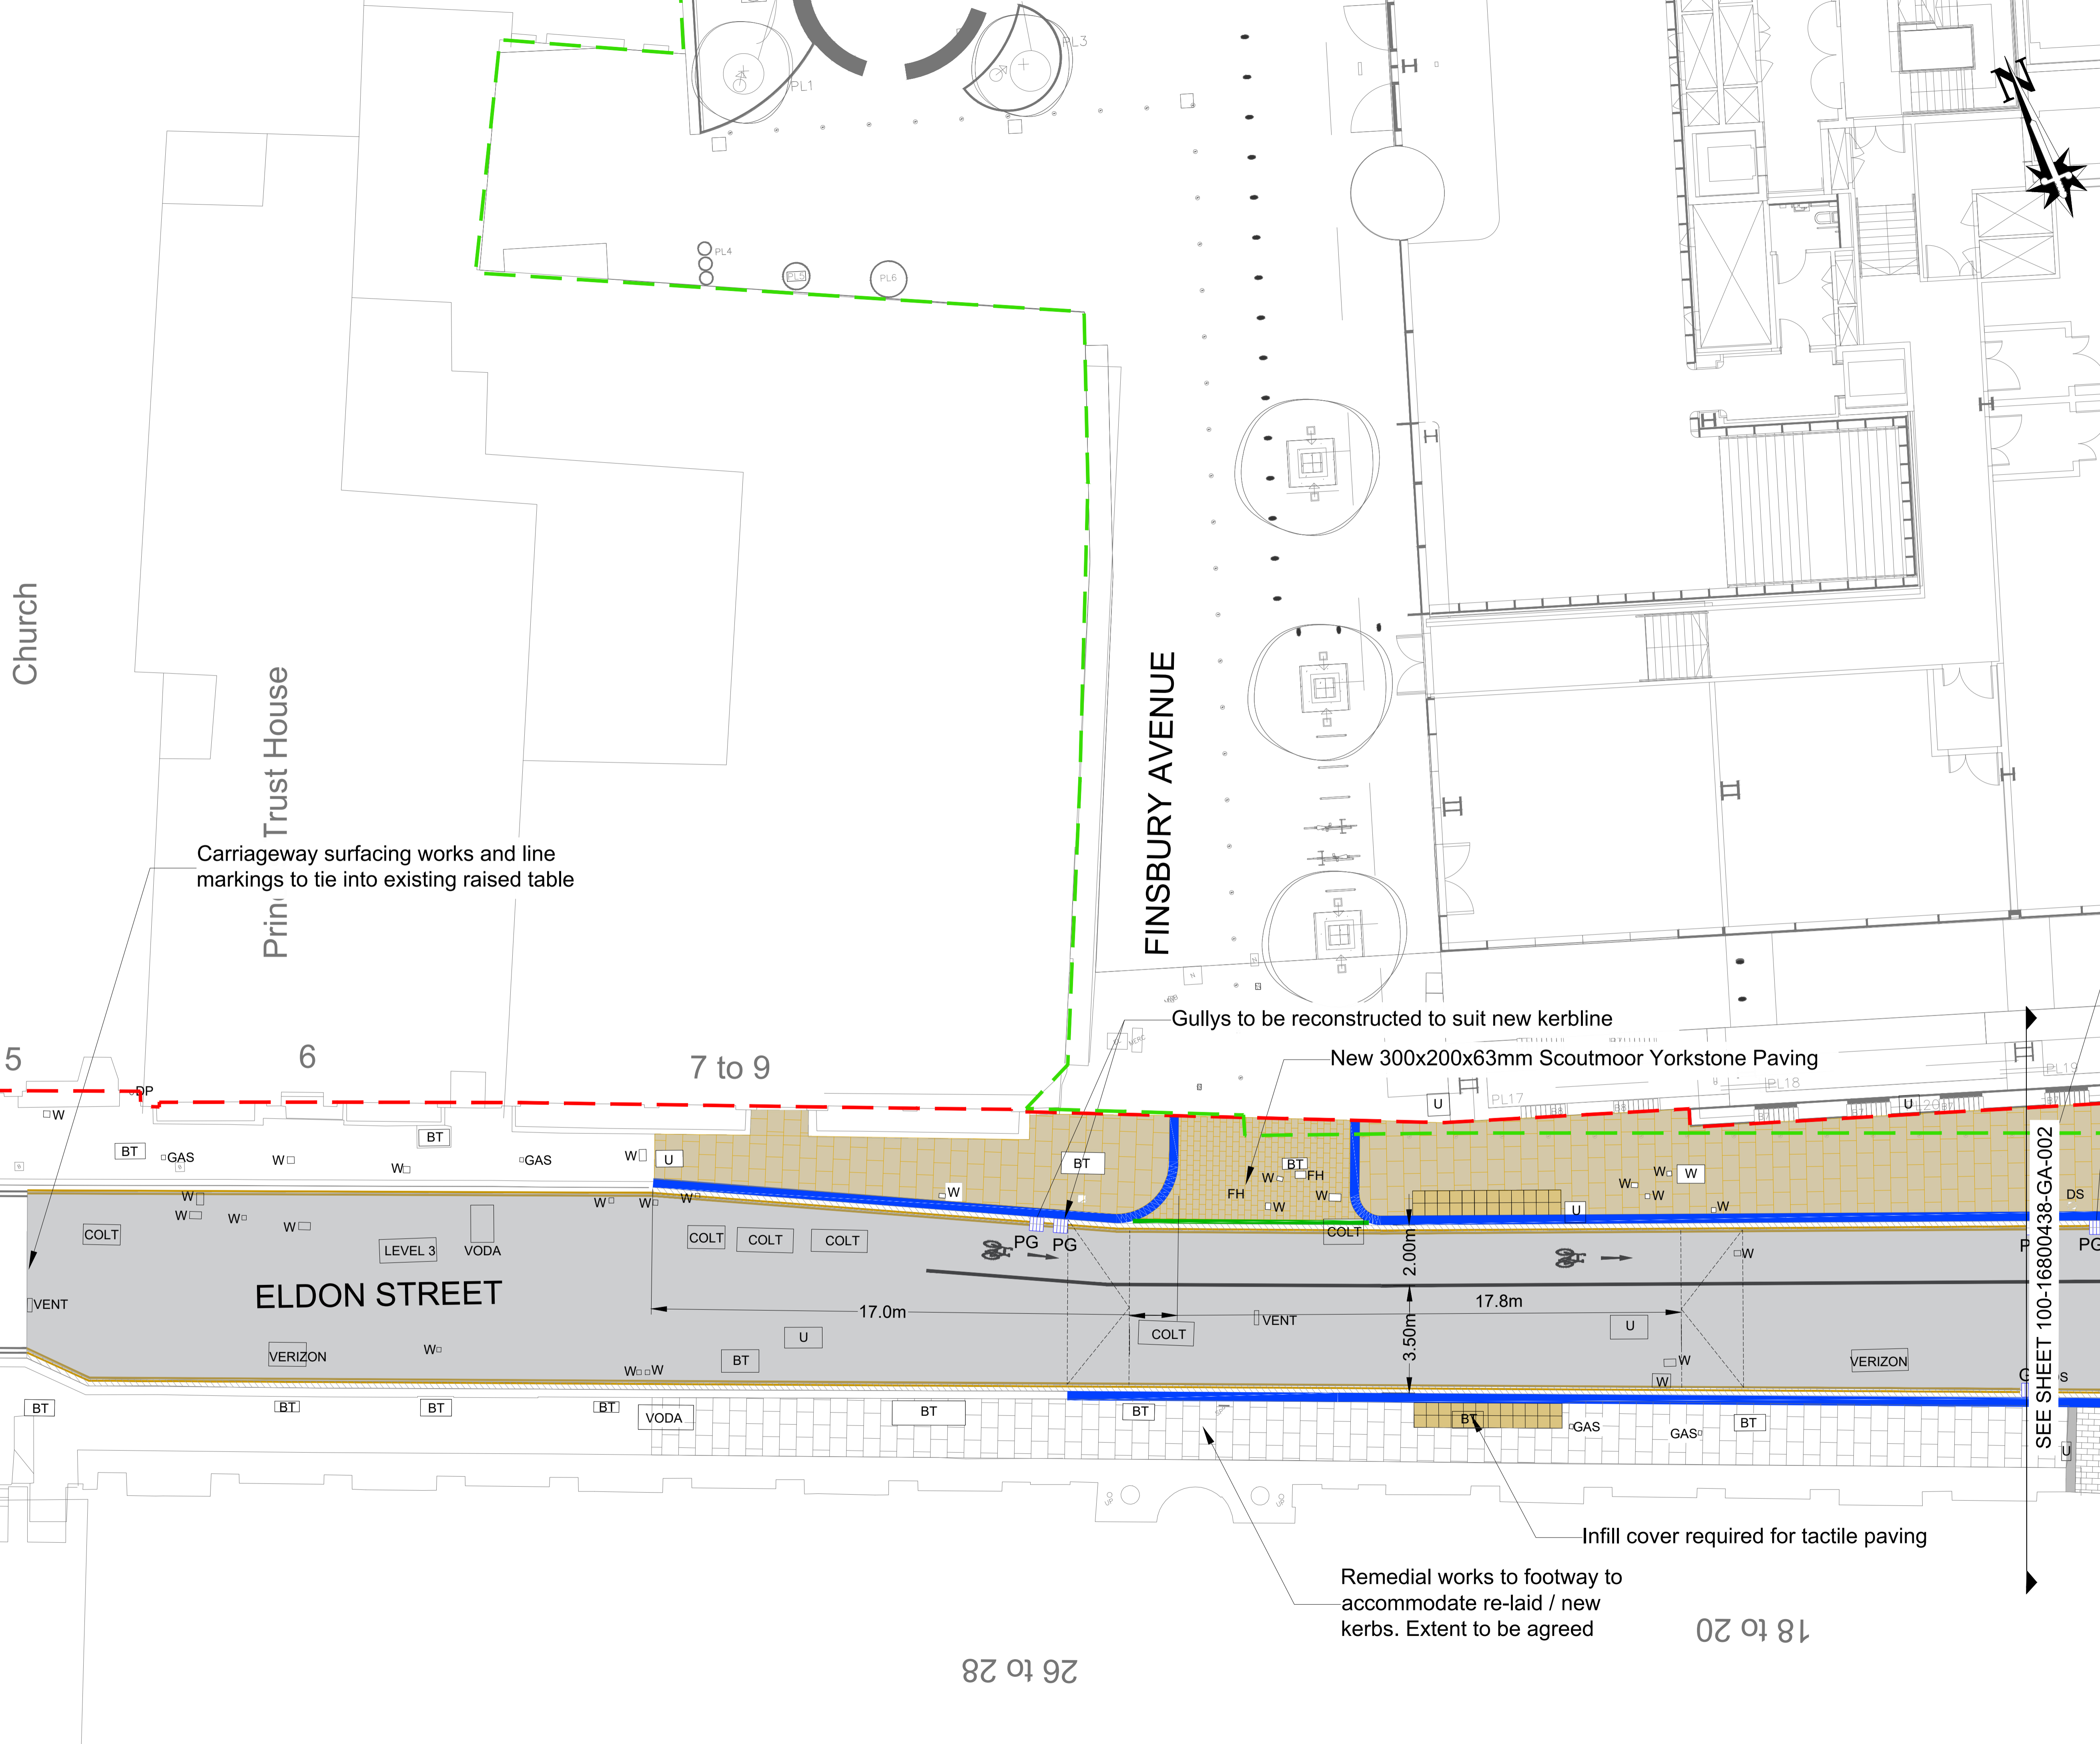 PL3
PL1
N
PL4
PL5
PL6
Church
Trust House
FINSBURY AVENUE
Carriageway surfacing works and line
markings to tie into existing raised table
Gullys to be reconstructed to suit new kerbline
New 300x200x63mm Scoutmoor Yorkstone Paving
5
6
7 to 9
PL19
PL18
PL17
DP
W
U
U
BT
BT
GAS
W
W
GAS
W
U
BT
W
BT
FH
W
FH
W
W
W
W
W
W
U
W
DS
W
W
W
W
W
W
W
COLT
LEVEL 3
VODA
COLT
COLT
COLT
PG
PG
COLT
2.00m
W
PG
ELDON STREET
VENT
17.0m
17.8m
VENT
COLT
3.50m
U
U
VERIZON
W
BT
W
W
W
W
VERIZON
SEE SHEET 100-16800438-GA-002
BT
BT
BT
BT
VODA
BT
BT
BT
GAS
GAS
BT
U
Infill cover required for tactile paving
Remedial works to footway to
accommodate re-laid / new
kerbs. Extent to be agreed
18 to 20
26 to 28